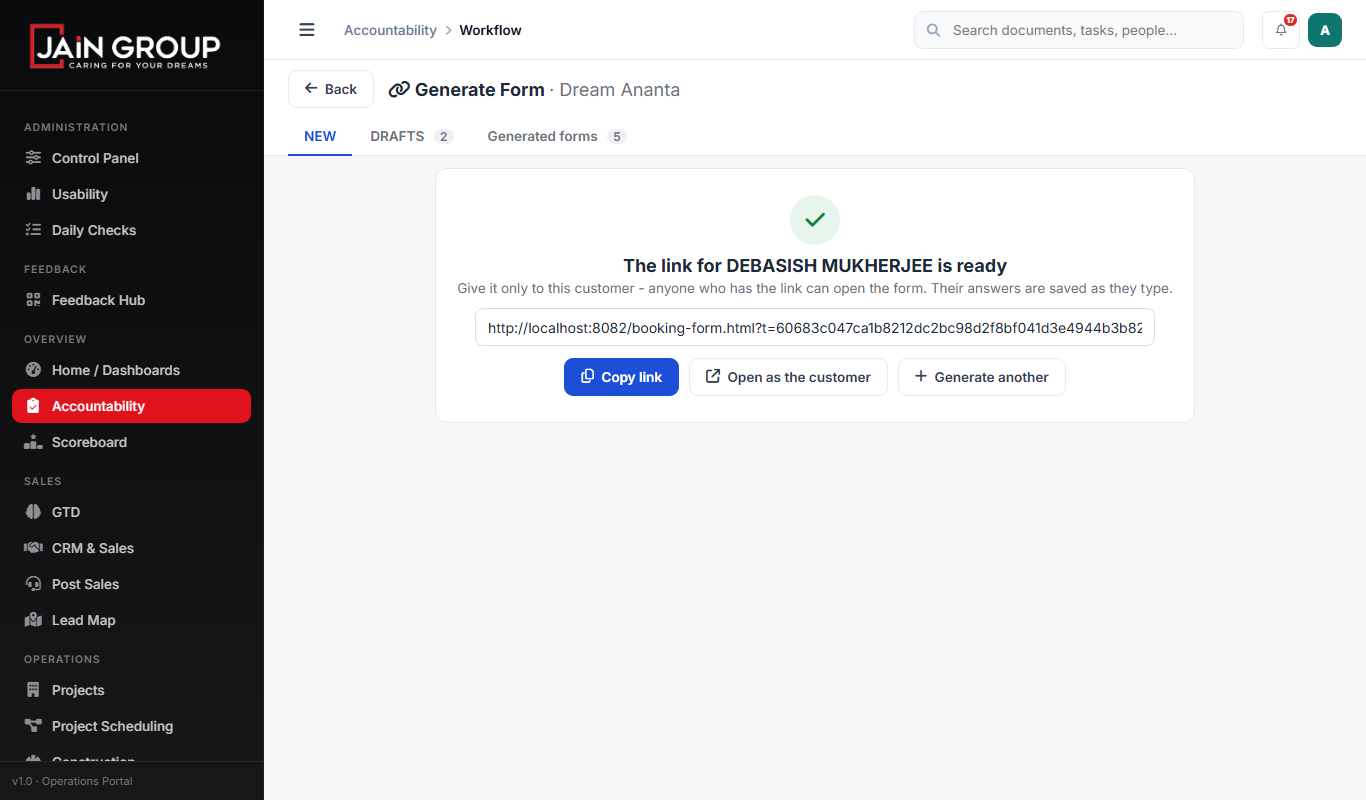 JAIN GROUP
CARING FOR YOUR DREAMS
Accountability > Workflow
Search documents, tasks, people...
17
A
Back
Generate Form · Dream Ananta
NEW
DRAFTS 2
Generated forms 5
The link for DEBASISH MUKHERJEE is ready
Give it only to this customer - anyone who has the link can open the form. Their answers are saved as they type.
http://localhost:8082/booking-form.html?t=60683c047ca1b8212dc2bc98d2f8bf041d3e4944b3b82
Copy link
Open as the customer
Generate another
ADMINISTRATION
Control Panel
Usability
Daily Checks
FEEDBACK
Feedback Hub
OVERVIEW
Home / Dashboards
Accountability
Scoreboard
SALES
GTD
CRM & Sales
Post Sales
Lead Map
OPERATIONS
Projects
Project Scheduling
Construction
v1.0 · Operations Portal